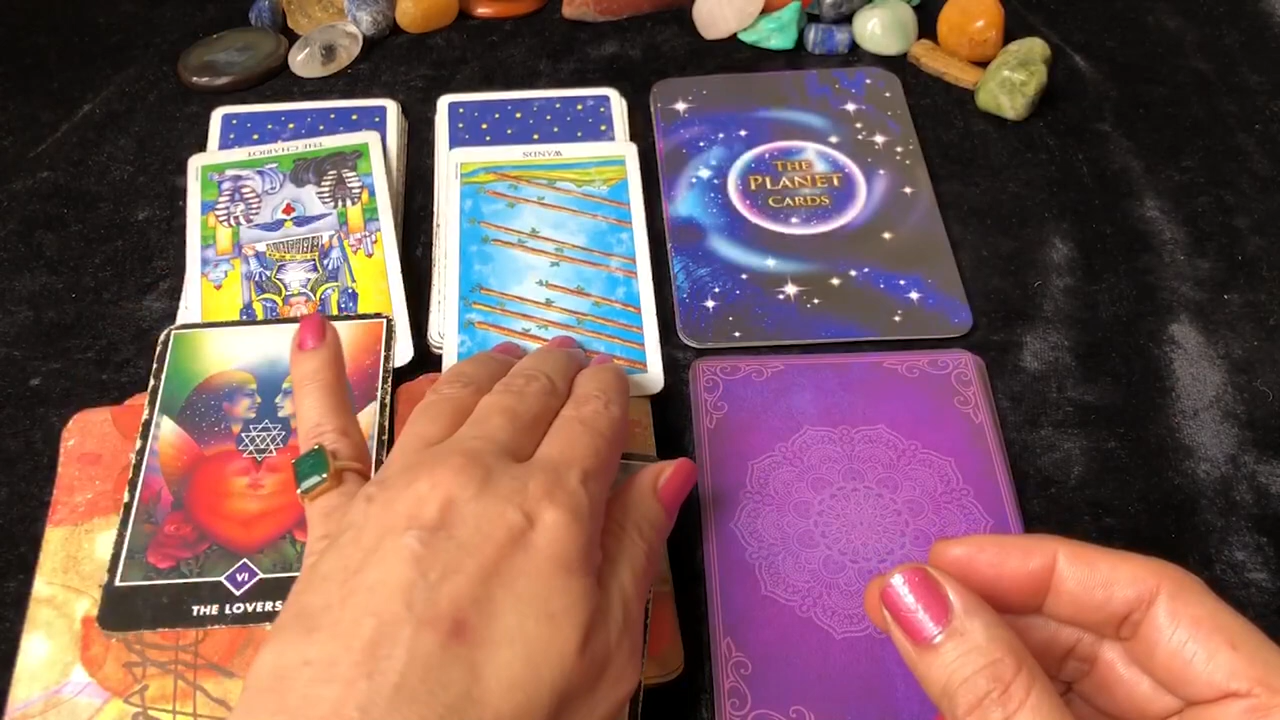 THE CHARIOT
WANDS
THE
PLANET
CARDS
VI
THE LOVERS